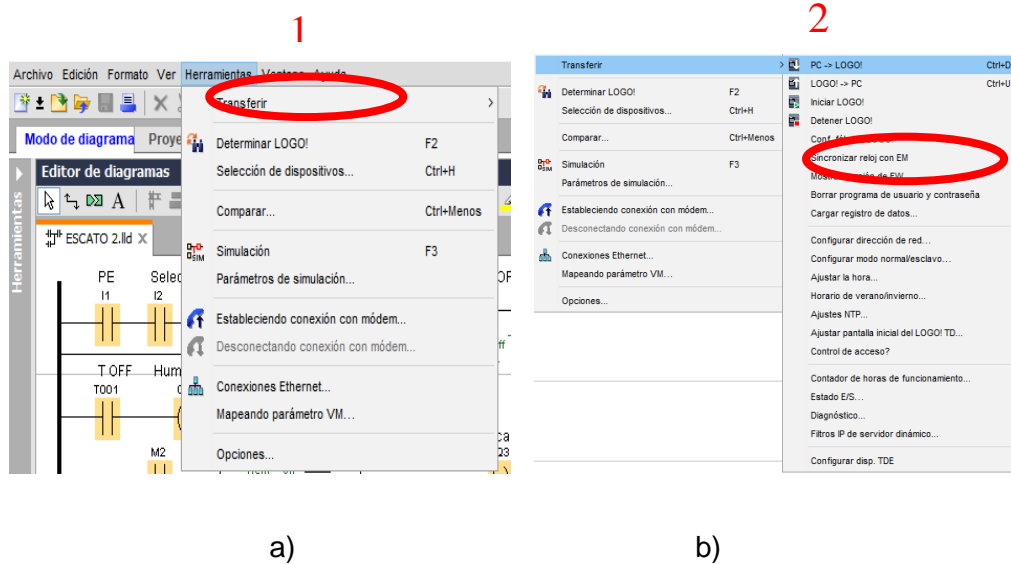 1
2
Archivo Edición Formato Ver Herramientas Ventana Ayuda
Modo de diagrama Proye
Editor de diagramas
Herramientas
ESCATO 2.lld
PE Selec
I1 I2
T OFF Hum
T001
M2
Transferir
Determinar LOGO! F2
Selección de dispositivos... Ctrl+H
Comparar... Ctrl+Menos
Simulación F3
Parámetros de simulación...
Estableciendo conexión con módem...
Desconectando conexión con módem...
Conexiones Ethernet...
Mapeando parámetro VM...
Opciones...
Transferir
Determinar LOGO! F2
Selección de dispositivos... Ctrl+H
Comparar... Ctrl+Menos
Simulación F3
Parámetros de simulación...
Estableciendo conexión con módem...
Desconectando conexión con módem...
Conexiones Ethernet...
Mapeando parámetro VM...
Opciones...
PC -> LOGO! Ctrl+D
LOGO! -> PC Ctrl+U
Iniciar LOGO!
Detener LOGO!
Sincronizar reloj con EM
Borrar programa de usuario y contraseña
Cargar registro de datos...
Configurar dirección de red...
Configurar modo normal/esclavo...
Ajustar la hora...
Horario de verano/invierno...
Ajustes NTP...
Ajustar pantalla inicial del LOGO! TD...
Control de acceso?
Contador de horas de funcionamiento...
Estado E/S...
Diagnóstico...
Filtros IP de servidor dinámico...
Configurar disp. TDE
a)
b)